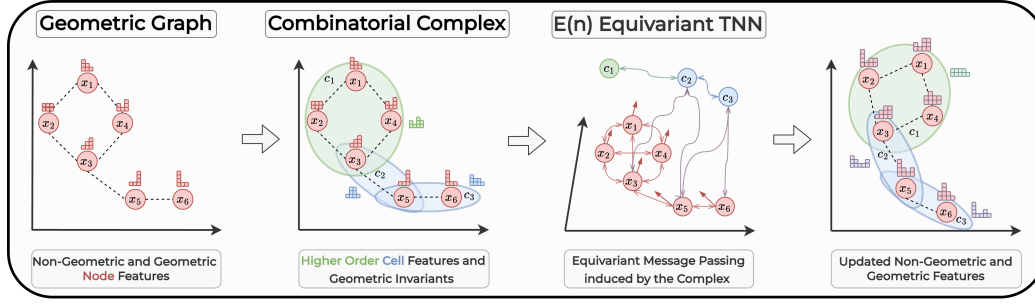 Geometric Graph
Combinatorial Complex
E(n) Equivariant TNN
x1
x2
x4
x3
x5
x6
Non-Geometric and Geometric
Node Features
c1
x1
x2
x4
x3
c2
x5
x6
c3
Higher Order Cell Features and
Geometric Invariants
c1
c2
c3
x1
x2
x4
x3
x5
x6
Equivariant Message Passing
induced by the Complex
x1
x2
x4
x3
c1
c2
x5
x6
c3
Updated Non-Geometric and
Geometric Features